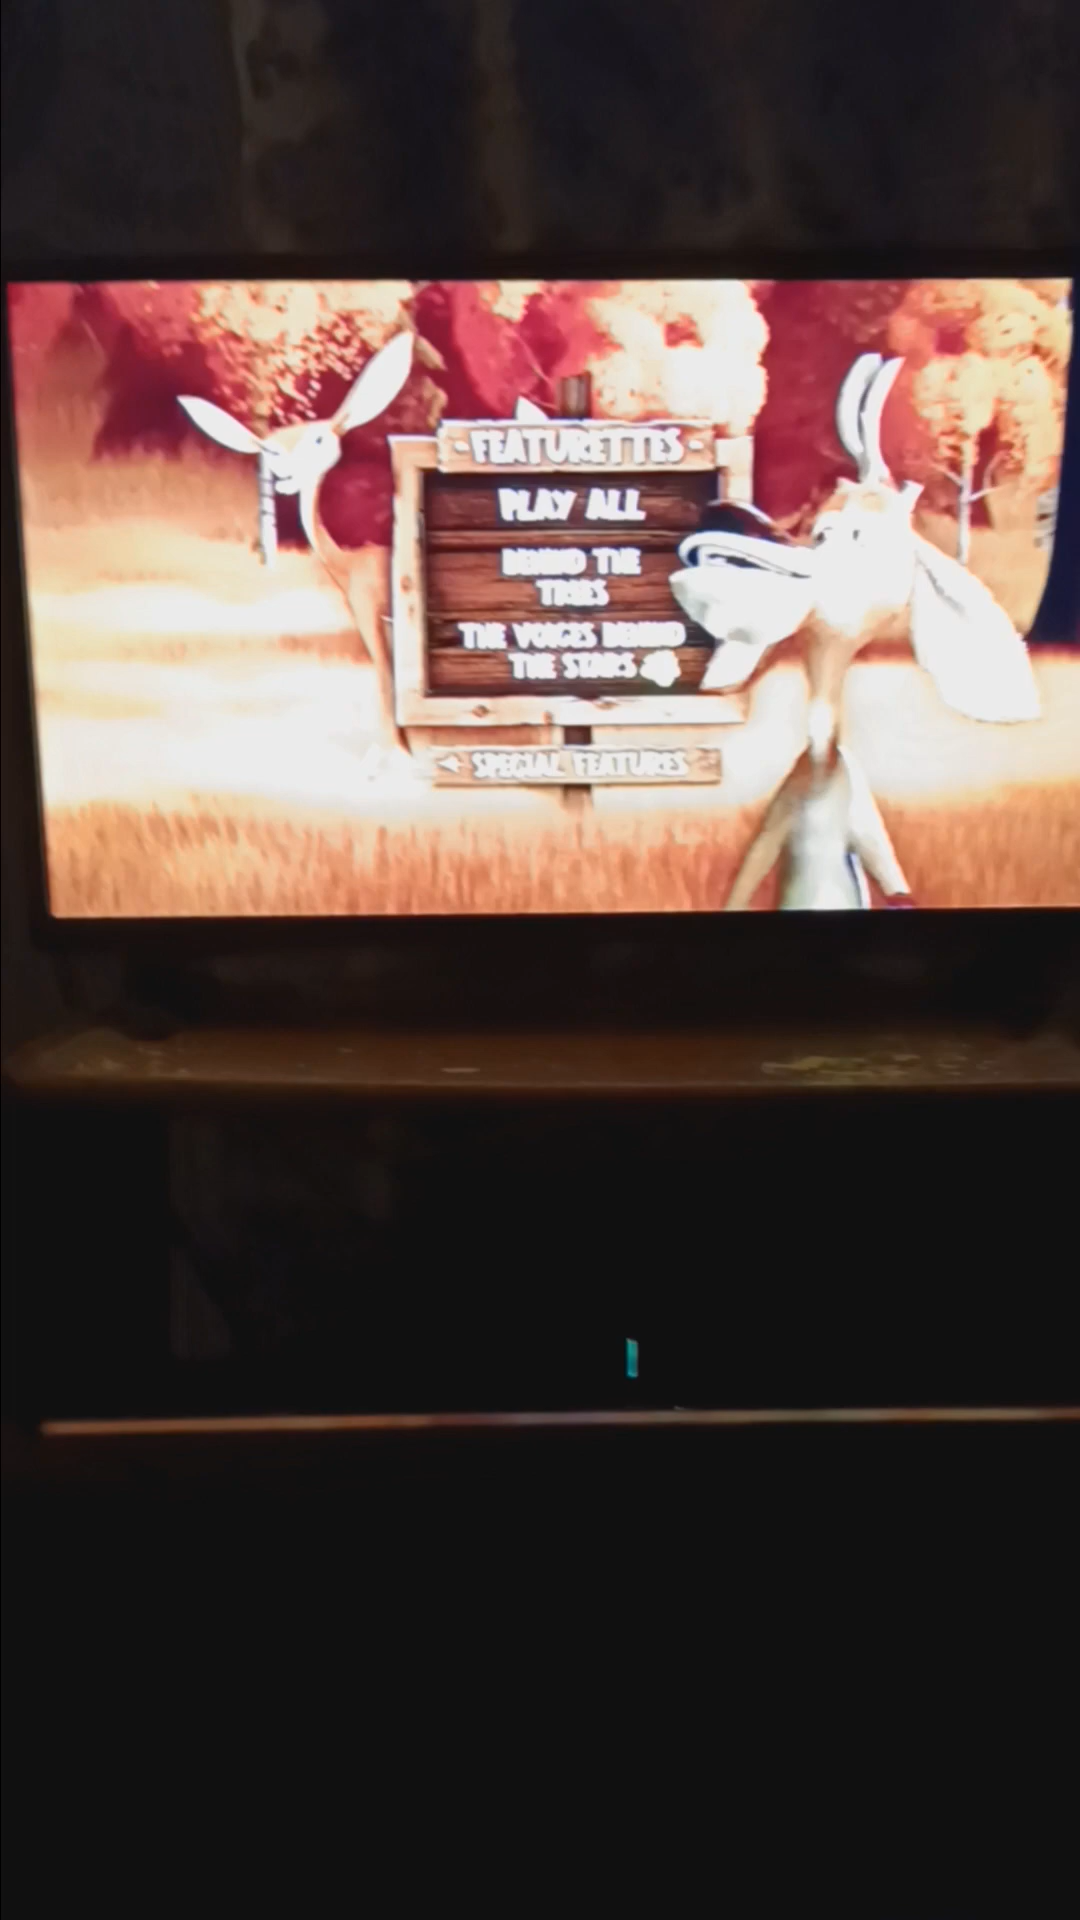 -FEATURETTES-
PLAY ALL
BEHIND THE
TREES
THE VOICES BEHIND
THE STARS
SPECIAL FEATURES